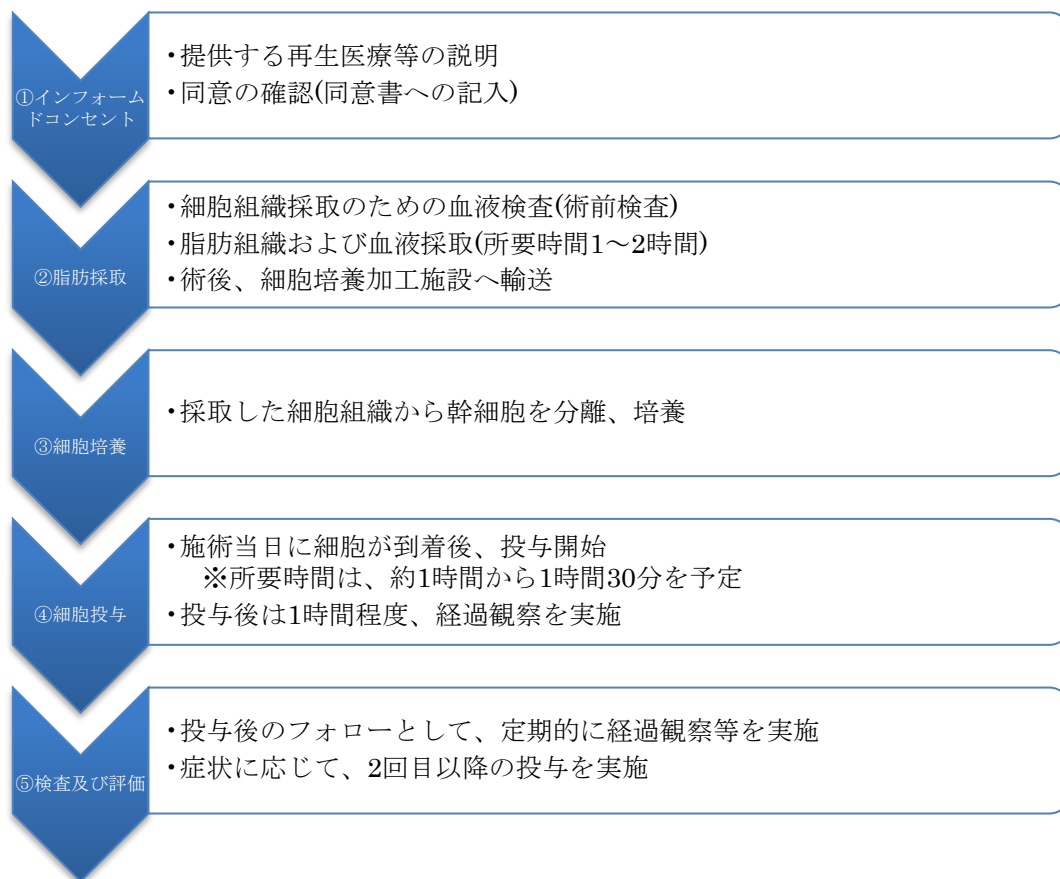 ①インフォーム
ドコンセント
・提供する再生医療等の説明
・同意の確認(同意書への記入)
②脂肪採取
・細胞組織採取のための血液検査(術前検査)
・脂肪組織および血液採取(所要時間1～2時間)
・術後、細胞培養加工施設へ輸送
③細胞培養
・採取した細胞組織から幹細胞を分離、培養
④細胞投与
・施術当日に細胞が到着後、投与開始
※所要時間は、約1時間から1時間30分を予定
・投与後は1時間程度、経過観察を実施
⑤検査及び評価
・投与後のフォローとして、定期的に経過観察等を実施
・症状に応じて、2回目以降の投与を実施